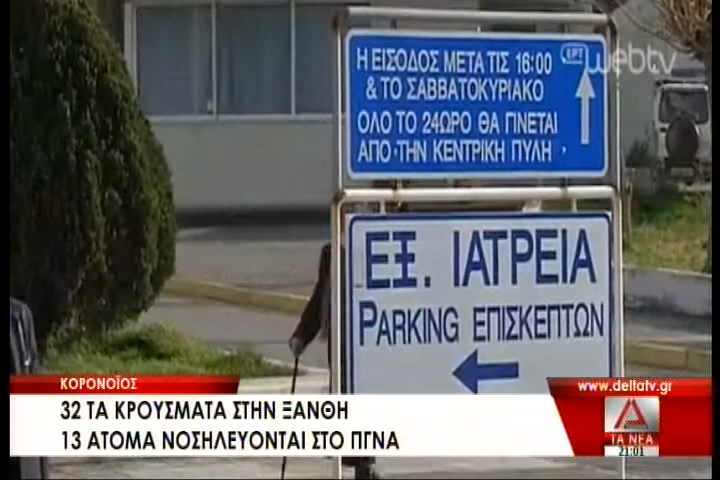 Η ΕΙΣΟΔΟΣ ΜΕΤΑ ΤΙΣ 16:00
& ΤΟ ΣΑΒΒΑΤΟΚΥΡΙΑΚΟ
ΟΛΟ ΤΟ 24ΩΡΟ ΘΑ ΓΙΝΕΤΑΙ
ΑΠΟ ΤΗΝ ΚΕΝΤΡΙΚΗ ΠΥΛΗ
ΕΡΤ webtv
ΕΞ. ΙΑΤΡΕΙΑ
PARKING ΕΠΙΣΚΕΠΤΩΝ
ΚΟΡΟΝΟΪΟΣ
32 ΤΑ ΚΡΟΥΣΜΑΤΑ ΣΤΗΝ ΞΑΝΘΗ
13 ΑΤΟΜΑ ΝΟΣΗΛΕΥΟΝΤΑΙ ΣΤΟ ΠΓΝΑ
www.deltatv.gr
ΤΑ ΝΕΑ
21:01